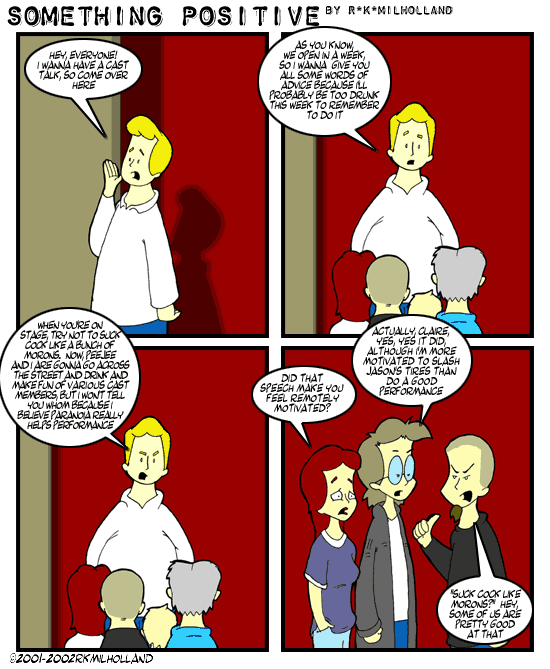 SOMETHING POSITIVE BY R*K*MILHOLLAND
HEY, EVERYONE!
I WANNA HAVE A CAST
TALK, SO COME OVER
HERE
AS YOU KNOW,
WE OPEN IN A WEEK,
SO I WANNA GIVE YOU
ALL SOME WORDS OF
ADVICE BECAUSE I'LL
PROBABLY BE TOO DRUNK
THIS WEEK TO REMEMBER
TO DO IT
WHEN YOU'RE ON
STAGE, TRY NOT TO SUCK
COCK LIKE A BUNCH OF
MORONS. NOW, PEEJEE
AND I ARE GONNA GO ACROSS
THE STREET AND DRINK AND
MAKE FUN OF VARIOUS CAST
MEMBERS, BUT I WON'T TELL
YOU WHOM BECAUSE I
BELIEVE PARANOIA REALLY
HELPS PERFORMANCE
DID THAT
SPEECH MAKE YOU
FEEL REMOTELY
MOTIVATED?
ACTUALLY, CLAIRE,
YES, YES IT DID,
ALTHOUGH I'M MORE
MOTIVATED TO SLASH
JASON'S TIRES THAN
DO A GOOD
PERFORMANCE
"SUCK COCK LIKE
MORONS?" HEY,
SOME OF US ARE
PRETTY GOOD
AT THAT
©2001-2002RKMILHOLLAND